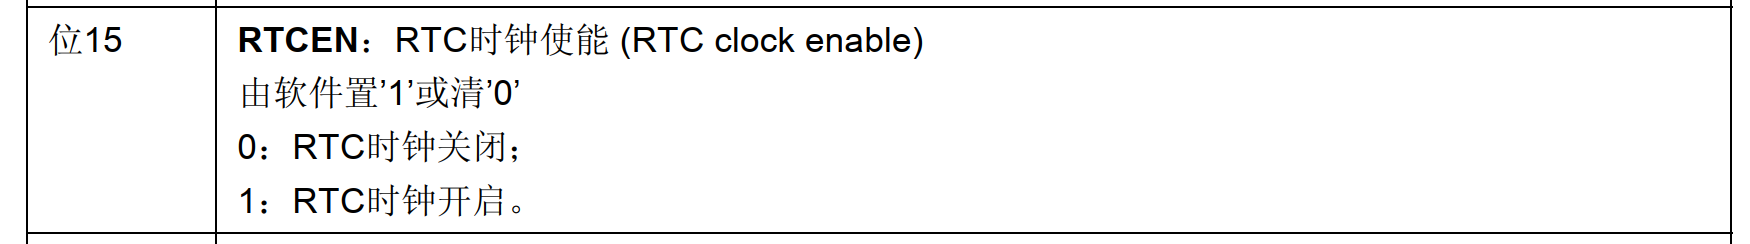 位15
RTCEN：RTC时钟使能 (RTC clock enable)
由软件置’1’或清’0’
0：RTC时钟关闭；
1：RTC时钟开启。